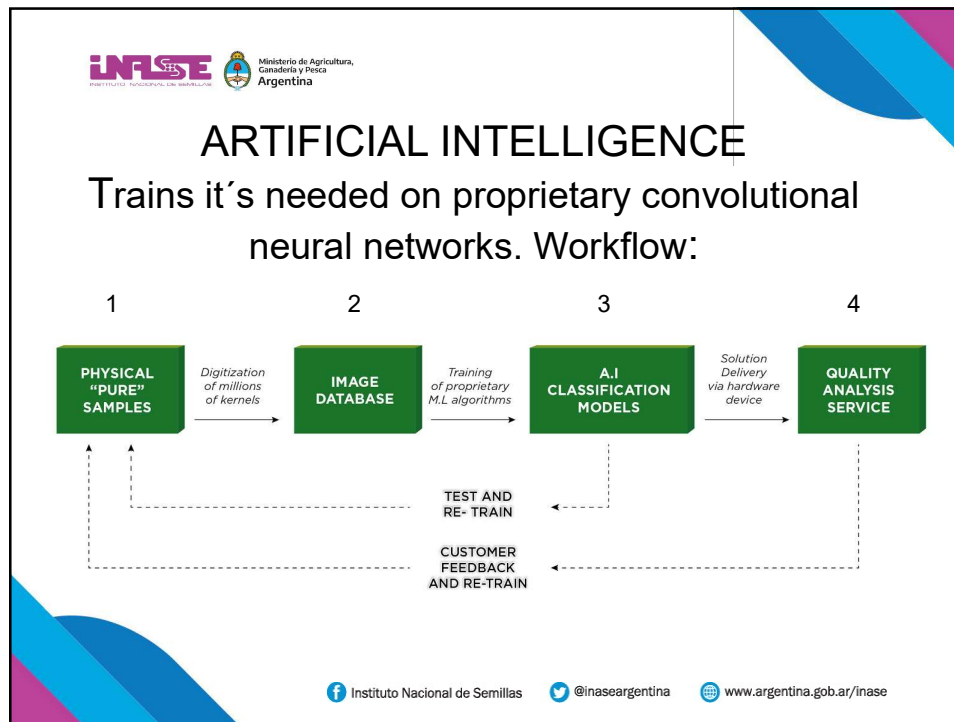 iNASE
INSTITUTO NACIONAL DE SEMILLAS
Ministerio de Agricultura,
Ganadería y Pesca
Argentina
ARTIFICIAL INTELLIGENCE
Trains it´s needed on proprietary convolutional
neural networks. Workflow:
1
2
3
4
PHYSICAL
"PURE"
SAMPLES
Digitization
of millions
of kernels
IMAGE
DATABASE
Training
of proprietary
M.L algorithms
A.I
CLASSIFICATION
MODELS
Solution
Delivery
via hardware
device
QUALITY
ANALYSIS
SERVICE
TEST AND
RE- TRAIN
CUSTOMER
FEEDBACK
AND RE-TRAIN
Instituto Nacional de Semillas
@inaseargentina
www.argentina.gob.ar/inase